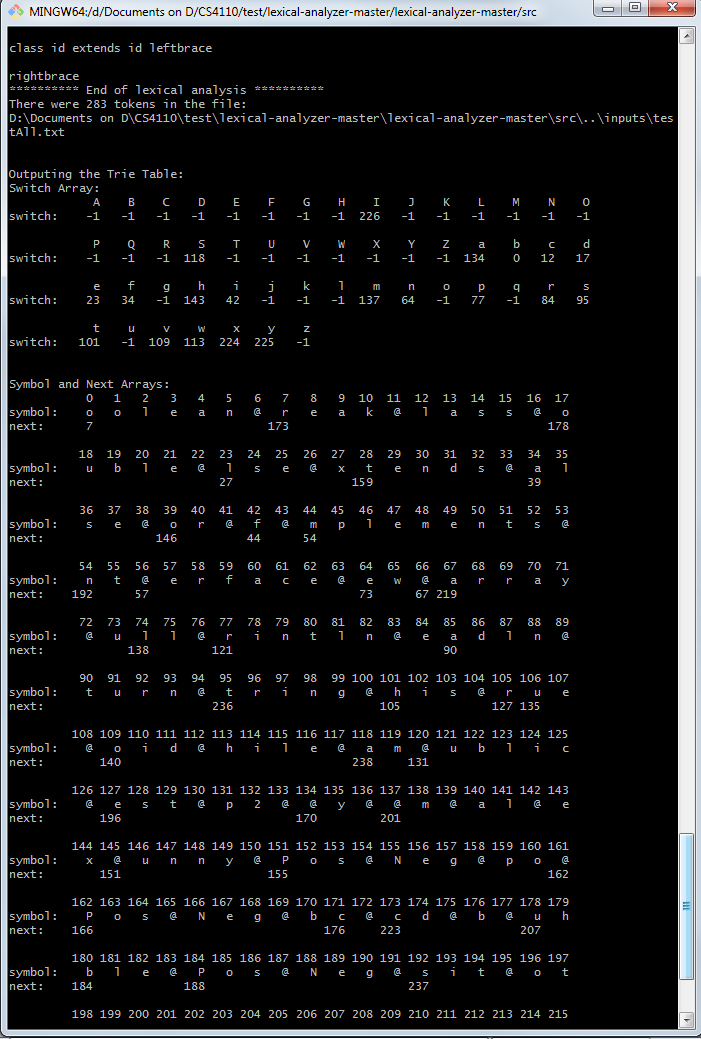 MINGW64:/d/Documents on D/CS4110/test/lexical-analyzer-master/lexical-analyzer-master/src
class id extends id leftbrace
rightbrace
********** End of lexical analysis **********
There were 283 tokens in the file:
D:\Documents on D\CS4110\test\lexical-analyzer-master\lexical-analyzer-master\src\..\inputs\tes
tAll.txt
Outputing the Trie Table:
Switch Array:
A B C D E F G H I J K L M N O
switch: -1 -1 -1 -1 -1 -1 -1 -1 226 -1 -1 -1 -1 -1 -1
P Q R S T U V W X Y Z a b c d
switch: -1 -1 -1 118 -1 -1 -1 -1 -1 -1 -1 134 0 12 17
e f g h i j k l m n o p q r s
switch: 23 34 -1 143 42 -1 -1 -1 137 64 -1 77 -1 84 95
t u v w x y z
switch: 101 -1 109 113 224 225 -1
Symbol and Next Arrays:
0 1 2 3 4 5 6 7 8 9 10 11 12 13 14 15 16 17
symbol: o o l e a n @ r e a k @ l a s s @ o
next: 7 173 178
18 19 20 21 22 23 24 25 26 27 28 29 30 31 32 33 34 35
symbol: u b l e @ l s e @ x t e n d s @ a l
next: 27 159 39
36 37 38 39 40 41 42 43 44 45 46 47 48 49 50 51 52 53
symbol: s e @ o r @ f @ m p l e m e n t s @
next: 146 44 54
54 55 56 57 58 59 60 61 62 63 64 65 66 67 68 69 70 71
symbol: n t @ e r f a c e @ e w @ a r r a y
next: 192 57 73 67 219
72 73 74 75 76 77 78 79 80 81 82 83 84 85 86 87 88 89
symbol: @ u l l @ r i n t l n @ e a d l n @
next: 138 121 90
90 91 92 93 94 95 96 97 98 99 100 101 102 103 104 105 106 107
symbol: t u r n @ t r i n g @ h i s @ r u e
next: 236 105 127 135
108 109 110 111 112 113 114 115 116 117 118 119 120 121 122 123 124 125
symbol: @ o i d @ h i l e @ a m @ u b l i c
next: 140 238 131
126 127 128 129 130 131 132 133 134 135 136 137 138 139 140 141 142 143
symbol: @ e s t @ p 2 @ @ y @ @ m @ a l @ e
next: 196 170 201
144 145 146 147 148 149 150 151 152 153 154 155 156 157 158 159 160 161
symbol: x @ u n n y @ P o s @ N e g @ p o @
next: 151 155 162
162 163 164 165 166 167 168 169 170 171 172 173 174 175 176 177 178 179
symbol: P o s @ N e g @ b c @ c d @ b @ u h
next: 166 176 223 207
180 181 182 183 184 185 186 187 188 189 190 191 192 193 194 195 196 197
symbol: b l e @ P o s @ N e g @ s i t @ o t
next: 184 188 237
198 199 200 201 202 203 204 205 206 207 208 209 210 211 212 213 214 215